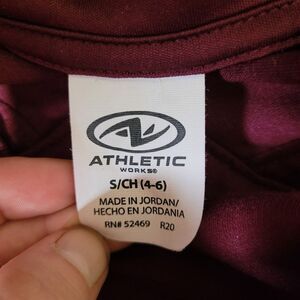 ATHLETIC
WORKS®
S/CH (4-6)
MADE IN JORDAN/
HECHO EN JORDANIA
RN# 52469 R20